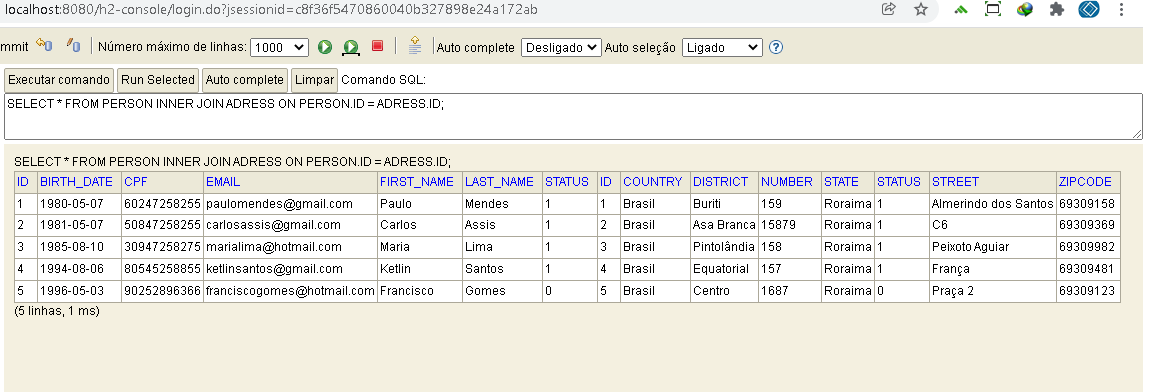 localhost:8080/h2-console/login.do?jsessionid=c8f36f5470860040b327898e24a172ab
mmit Número máximo de linhas: 1000 Auto complete Desligado Auto seleção Ligado
Executar comando Run Selected Auto complete Limpar Comando SQL:
SELECT * FROM PERSON INNER JOIN ADRESS ON PERSON.ID = ADRESS.ID;
SELECT * FROM PERSON INNER JOIN ADRESS ON PERSON.ID = ADRESS.ID;
ID BIRTH_DATE CPF EMAIL FIRST_NAME LAST_NAME STATUS ID COUNTRY DISTRICT NUMBER STATE STATUS STREET ZIPCODE
1 1980-05-07 60247258255 paulomendes@gmail.com Paulo Mendes 1 1 Brasil Buriti 159 Roraima 1 Almerindo dos Santos 69309158
2 1981-05-07 50847258255 carlosassis@gmail.com Carlos Assis 1 2 Brasil Asa Branca 15879 Roraima 1 C6 69309369
3 1985-08-10 30947258275 marialima@hotmail.com Maria Lima 1 3 Brasil Pintolândia 158 Roraima 1 Peixoto Aguiar 69309982
4 1994-08-06 80545258855 ketlinsantos@gmail.com Ketlin Santos 1 4 Brasil Equatorial 157 Roraima 1 França 69309481
5 1996-05-03 90252896366 franciscogomes@hotmail.com Francisco Gomes 0 5 Brasil Centro 1687 Roraima 0 Praça 2 69309123
(5 linhas, 1 ms)